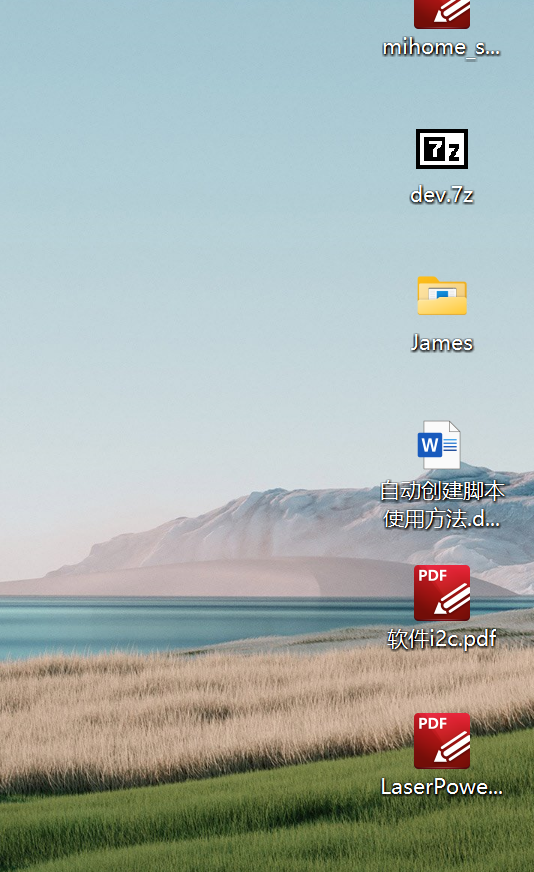 mihome_s...
7z
dev.7z
James
W
自动创建脚本
使用方法.d...
PDF
软件i2c.pdf
PDF
LaserPowe...